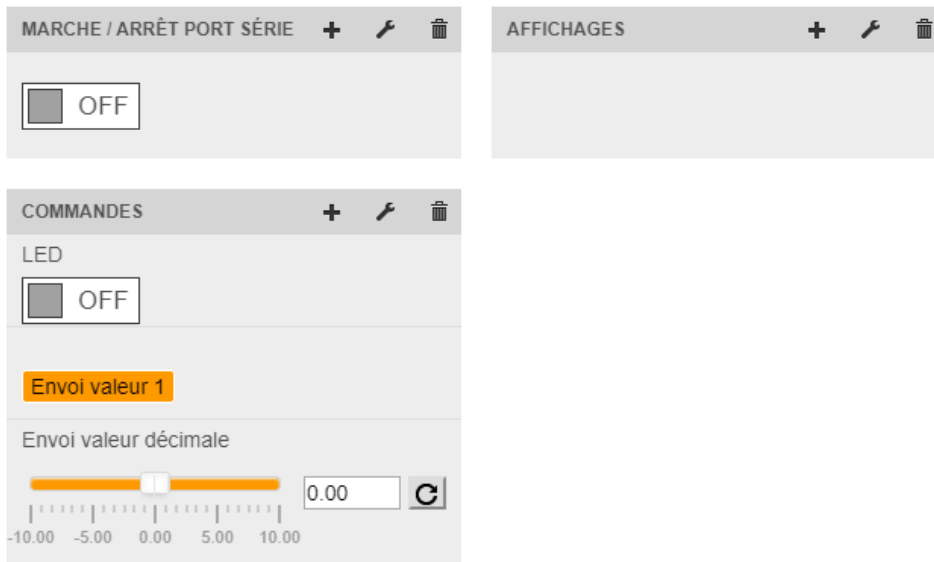 MARCHE / ARRÊT PORT SÉRIE
OFF
AFFICHAGES
COMMANDES
LED
OFF
Envoi valeur 1
Envoi valeur décimale
0.00
-10.00 -5.00 0.00 5.00 10.00